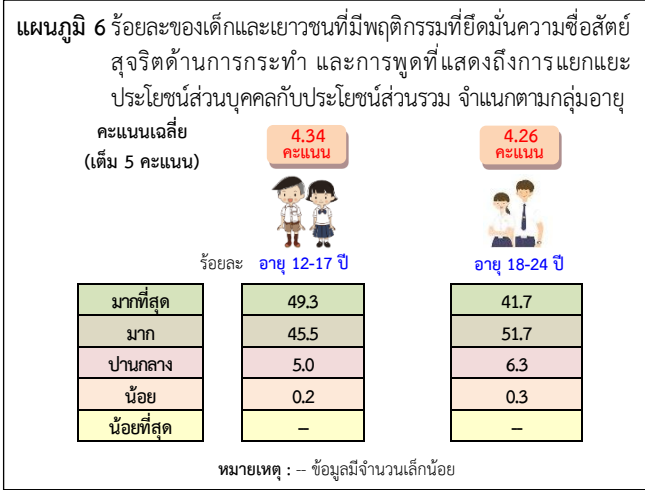 แผนภูมิ 6 ร้อยละของเด็กและเยาวชนที่มีพฤติกรรมที่ยึดมั่นความซื่อสัตย์
สุจริตด้านการกระทำ และการพูดที่แสดงถึงการแยกแยะ
ประโยชน์ส่วนบุคคลกับประโยชน์ส่วนรวม จำแนกตามกลุ่มอายุ
คะแนนเฉลี่ย
(เต็ม 5 คะแนน)
4.34
คะแนน
4.26
คะแนน
ร้อยละ อายุ 12-17 ปี อายุ 18-24 ปี
มากที่สุด 49.3 41.7
มาก 45.5 51.7
ปานกลาง 5.0 6.3
น้อย 0.2 0.3
น้อยที่สุด – –
หมายเหตุ : -- ข้อมูลมีจำนวนเล็กน้อย